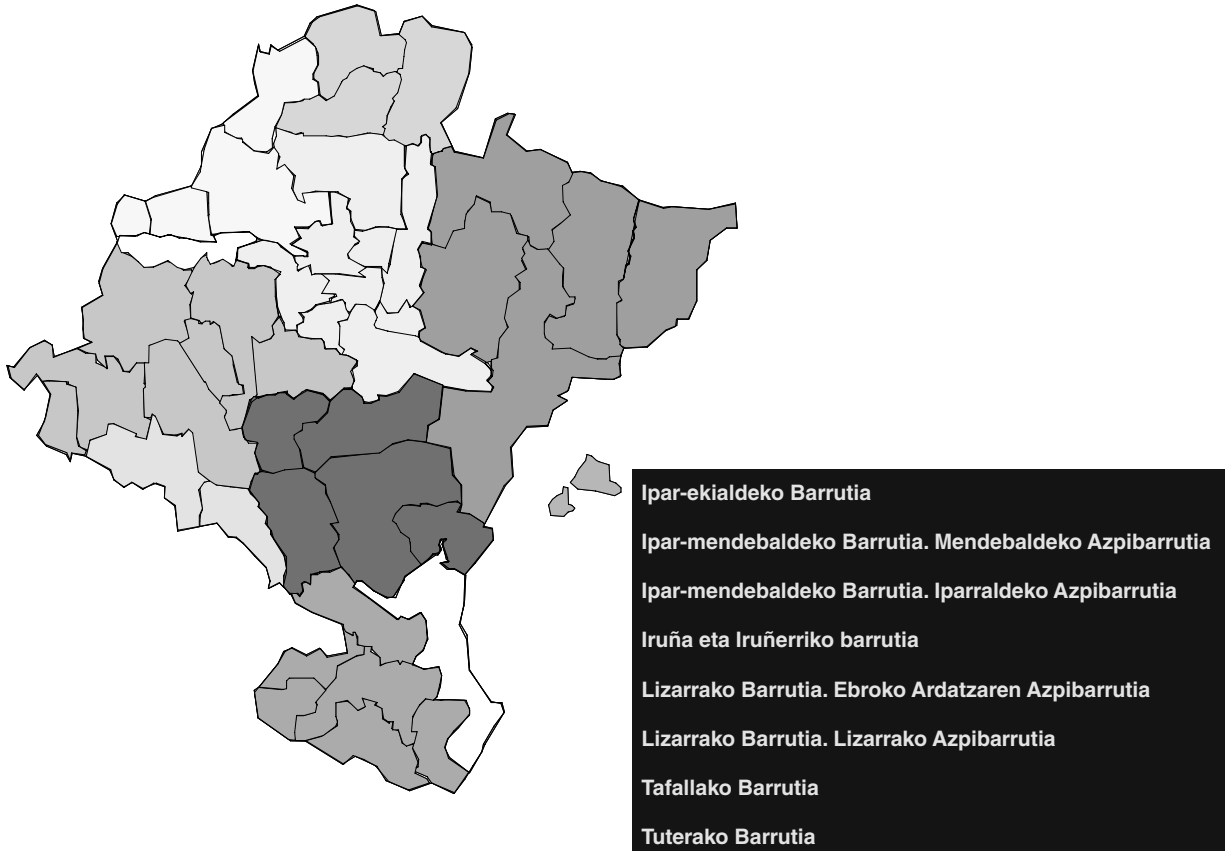 Ipar-ekialdeko Barrutia
Ipar-mendebaldeko Barrutia. Mendebaldeko Azpibarrutia
Ipar-mendebaldeko Barrutia. Iparraldeko Azpibarrutia
Iruña eta Iruñerriko barrutia
Lizarrako Barrutia. Ebroko Ardatzaren Azpibarrutia
Lizarrako Barrutia. Lizarrako Azpibarrutia
Tafallako Barrutia
Tuterako Barrutia